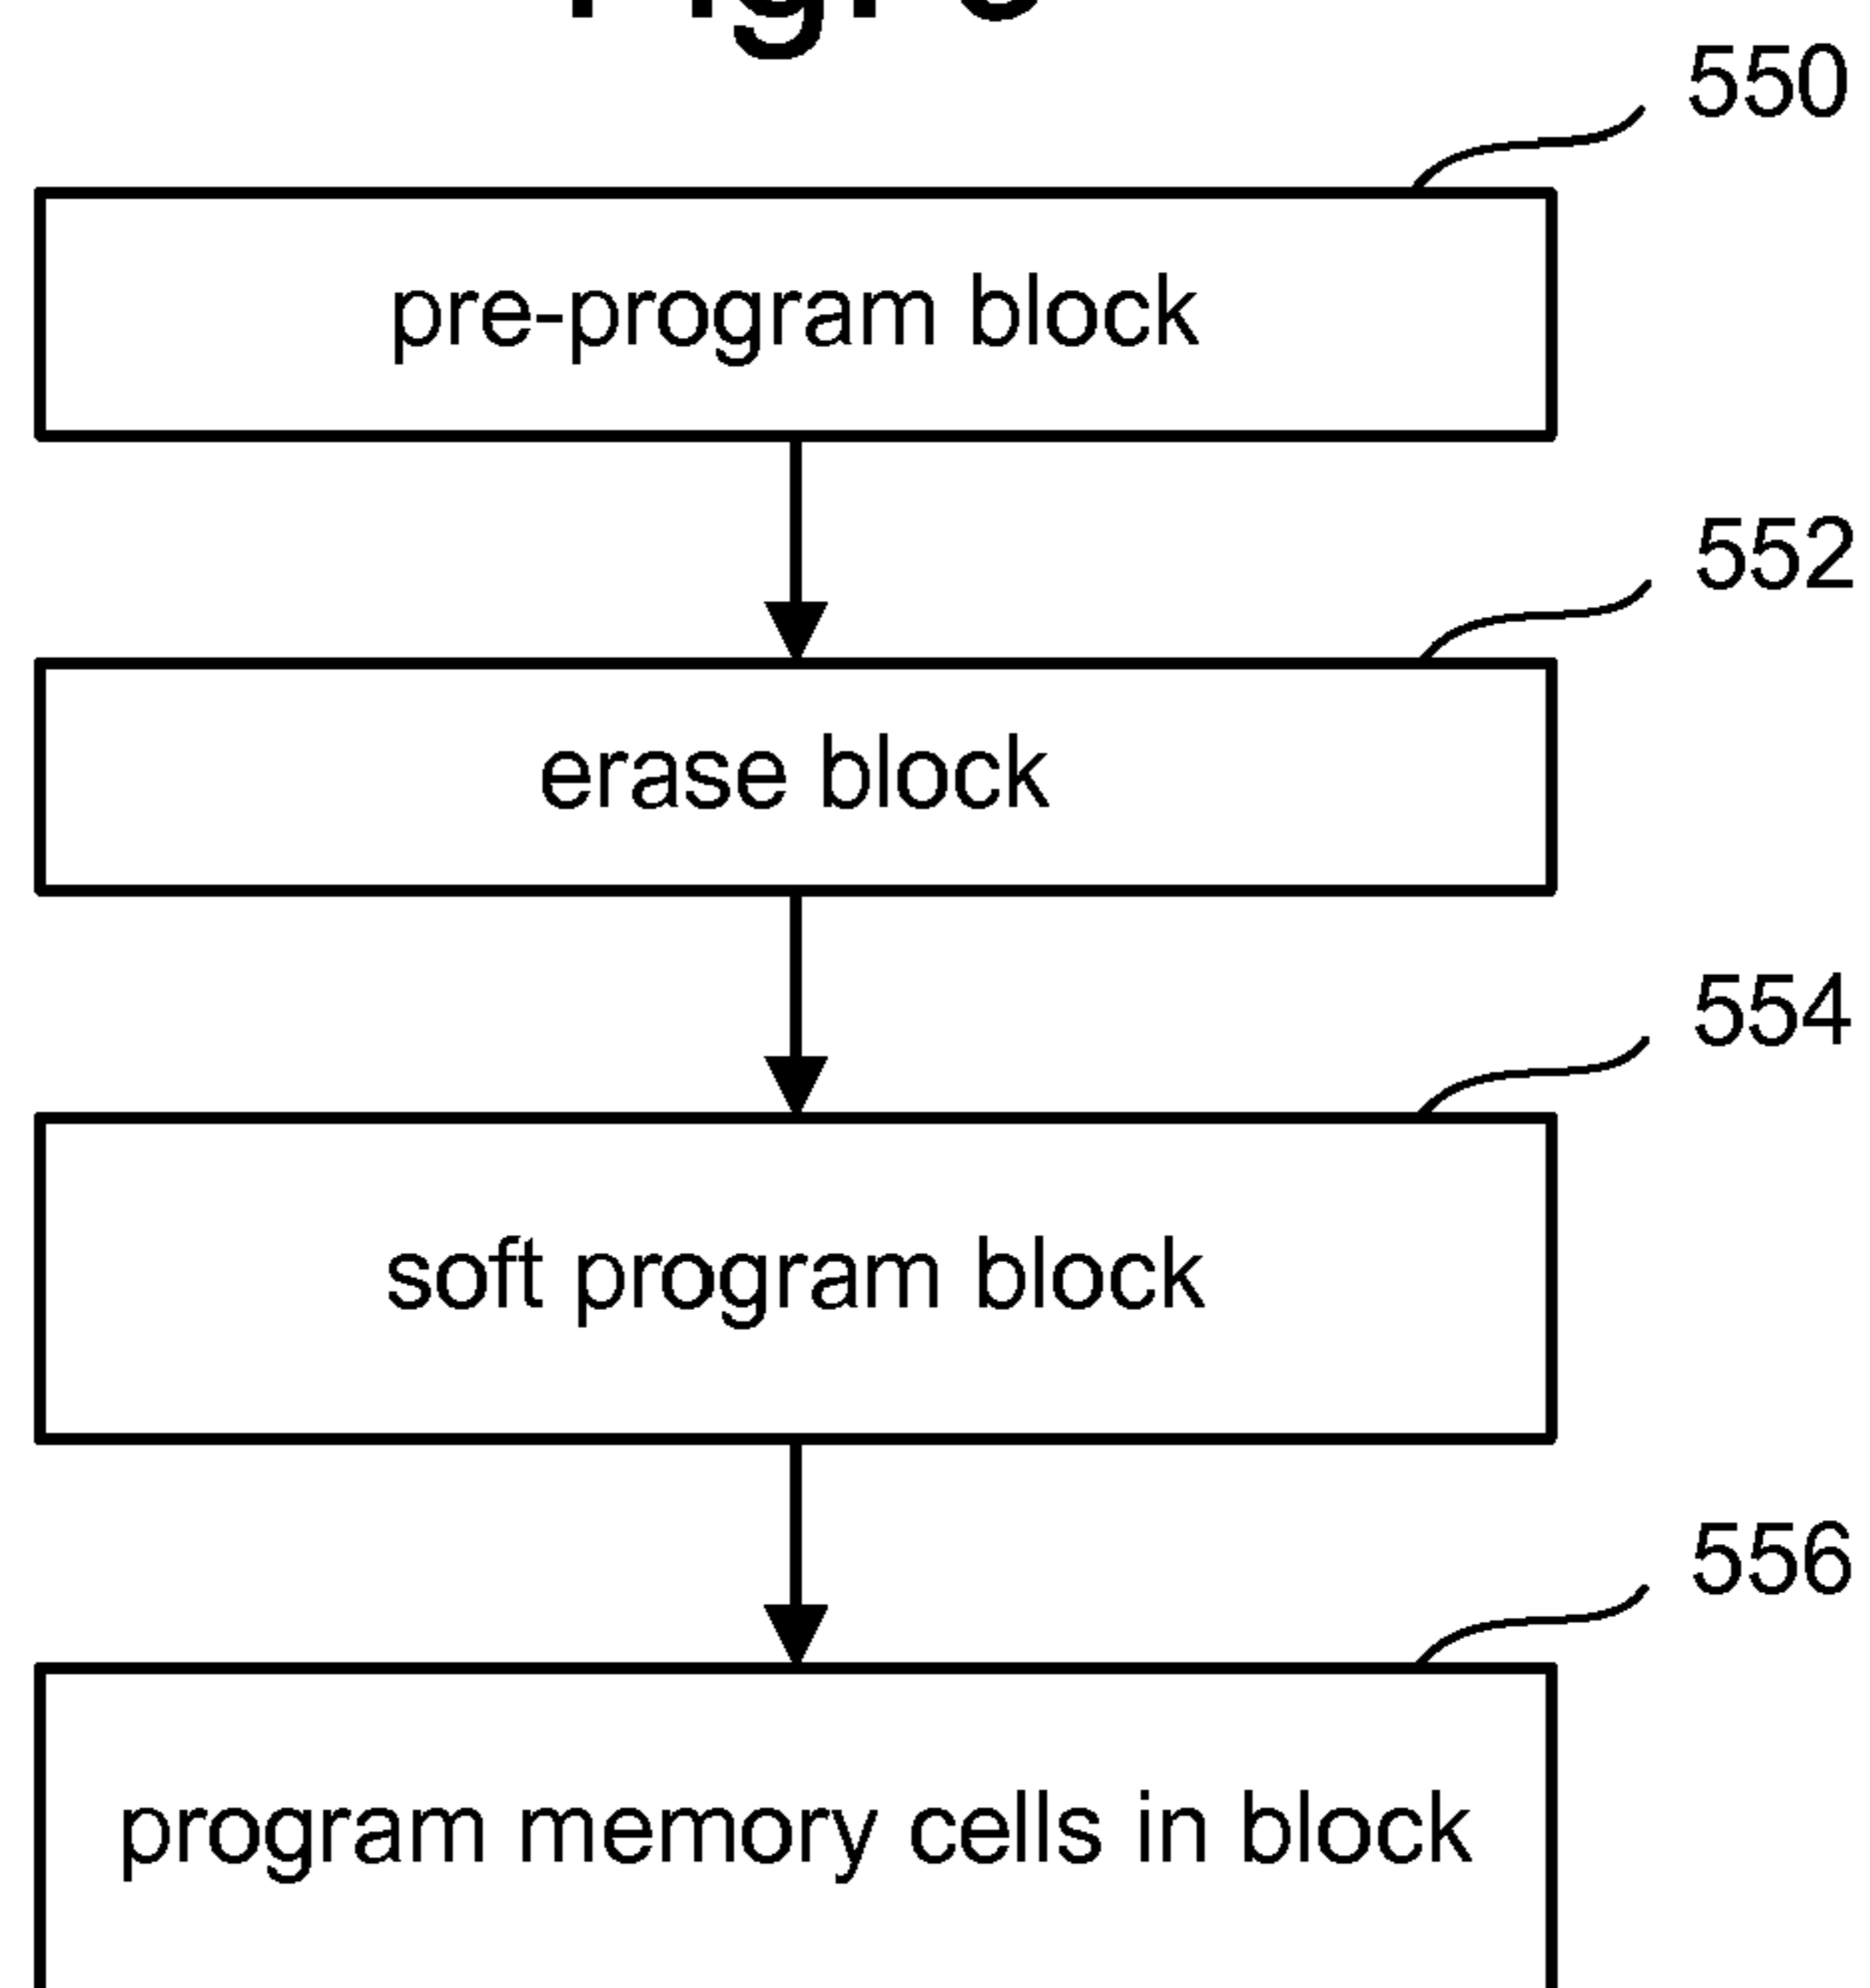 550
pre-program block
552
erase block
554
soft program block
556
program memory cells in block